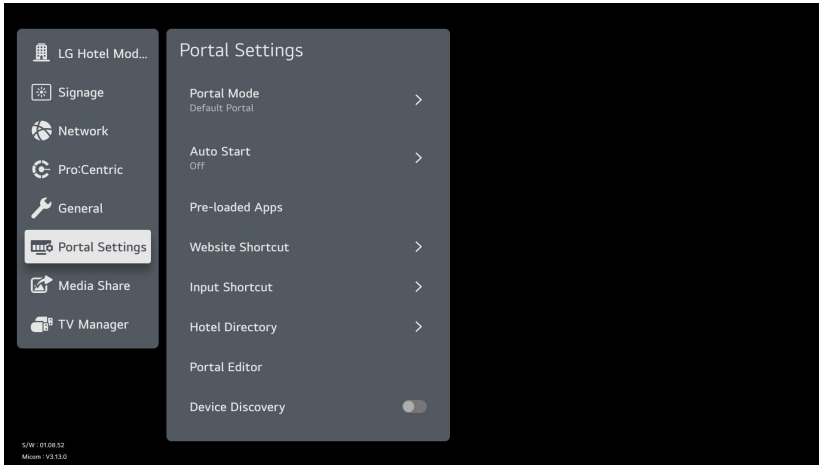 LG Hotel Mod...
Signage
Network
Pro:Centric
General
Portal Settings
Media Share
TV Manager
Portal Settings
Portal Mode
Default Portal
Auto Start
Off
Pre-loaded Apps
Website Shortcut
Input Shortcut
Hotel Directory
Portal Editor
Device Discovery
S/W : 01.08.52
Micom : V3.13.0